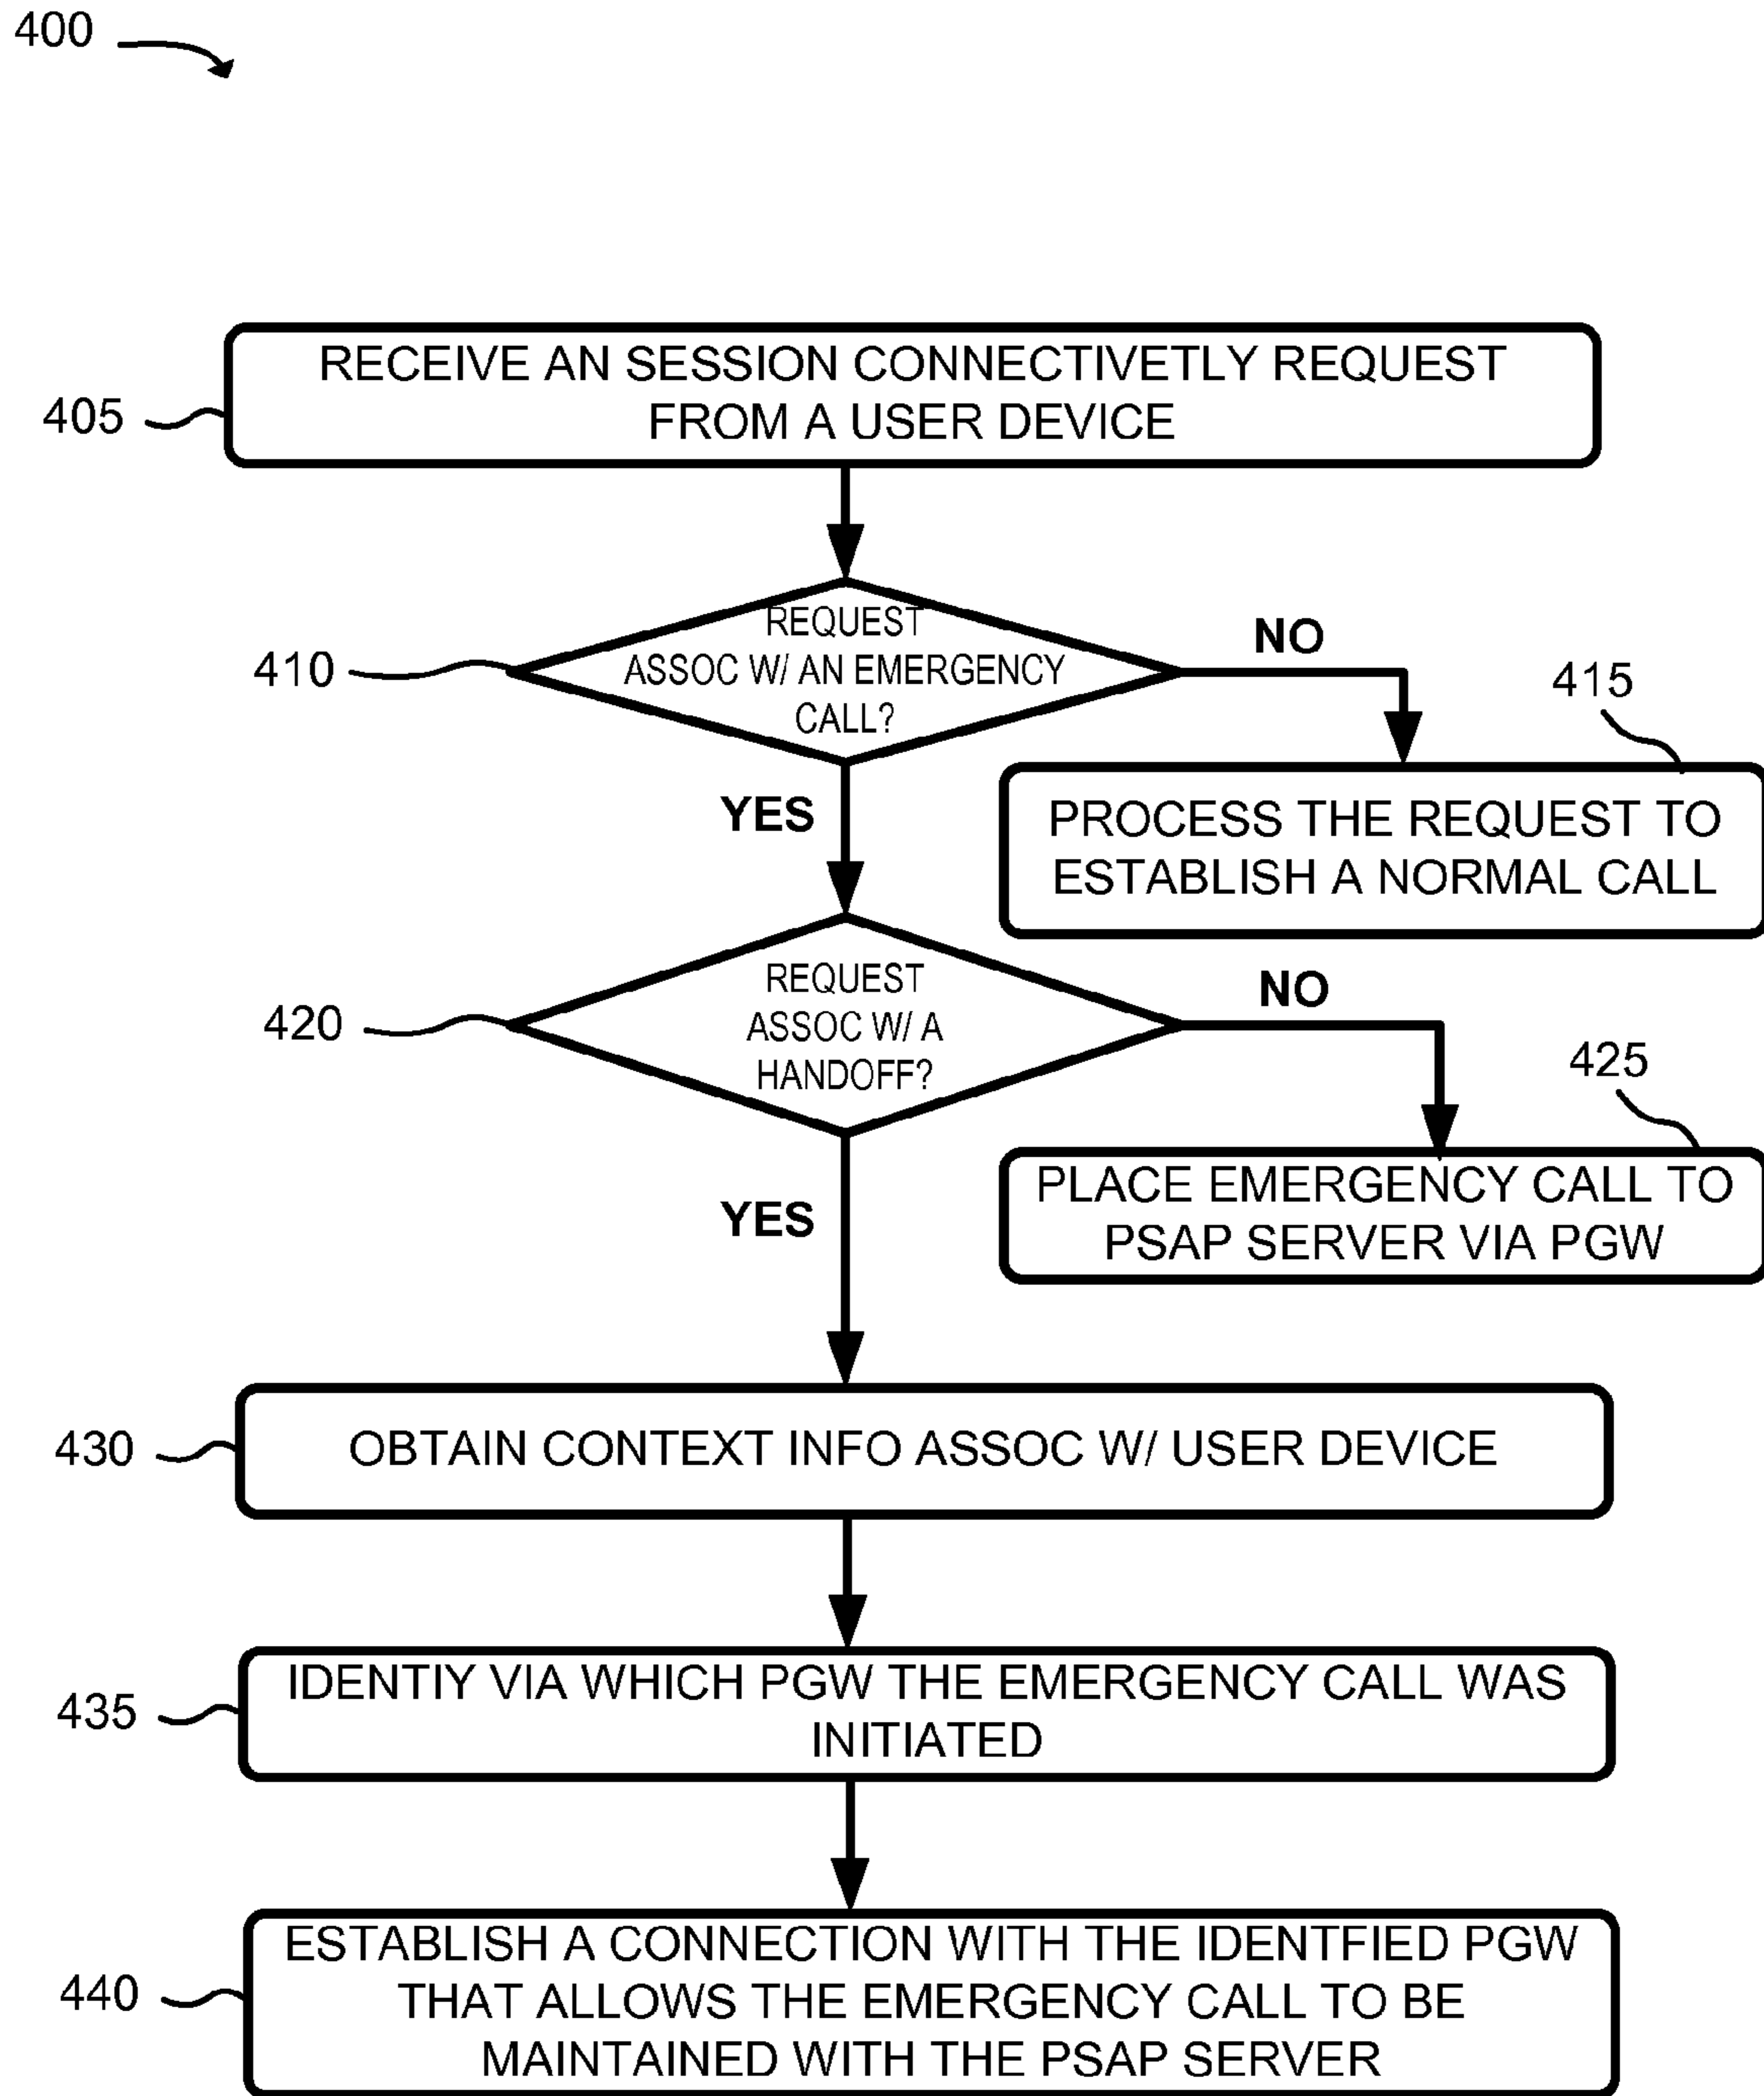 400
RECEIVE AN SESSION CONNECTIVETLY REQUEST
FROM A USER DEVICE
405
REQUEST
ASSOC W/ AN EMERGENCY
CALL?
410
NO
415
PROCESS THE REQUEST TO
ESTABLISH A NORMAL CALL
YES
REQUEST
ASSOC W/ A
HANDOFF?
420
NO
425
PLACE EMERGENCY CALL TO
PSAP SERVER VIA PGW
YES
430
OBTAIN CONTEXT INFO ASSOC W/ USER DEVICE
435
IDENTIY VIA WHICH PGW THE EMERGENCY CALL WAS
INITIATED
440
ESTABLISH A CONNECTION WITH THE IDENTFIED PGW
THAT ALLOWS THE EMERGENCY CALL TO BE
MAINTAINED WITH THE PSAP SERVER